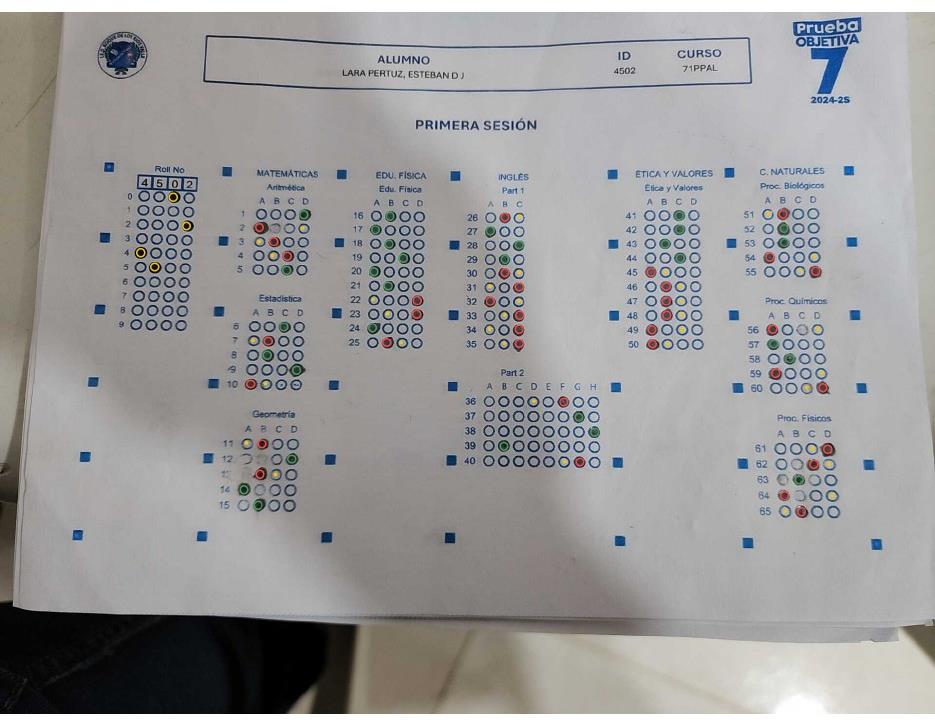 ALUMNO
LARA PERTUZ, ESTEBAN D J
ID
4502
CURSO
71PPAL
Prueba
OBJETIVA
7
2024-2S
PRIMERA SESIÓN
Roll No
4 5 0 2
0
1
2
3
4
5
6
7
8
9
MATEMÁTICAS
Aritmética
A B C D
1
2
3
4
5
Estadística
A B C D
6
7
8
9
10
Geometría
A B C D
11
12
14
15
EDU. FÍSICA
Edu. Física
A B C D
16
17
18
19
20
21
22
23
24
25
INGLÉS
Part 1
A B C
26
27
28
29
30
31
32
33
34
35
Part 2
A B C D E F G H
36
37
38
39
40
ÉTICA Y VALORES
Ética y Valores
A B C D
41
42
43
44
45
46
47
48
49
50
C. NATURALES
Proc. Biológicos
A B C D
51
52
53
54
55
Proc. Químicos
A B C D
56
57
58
59
60
Proc. Físicos
A B C D
61
62
63
64
65